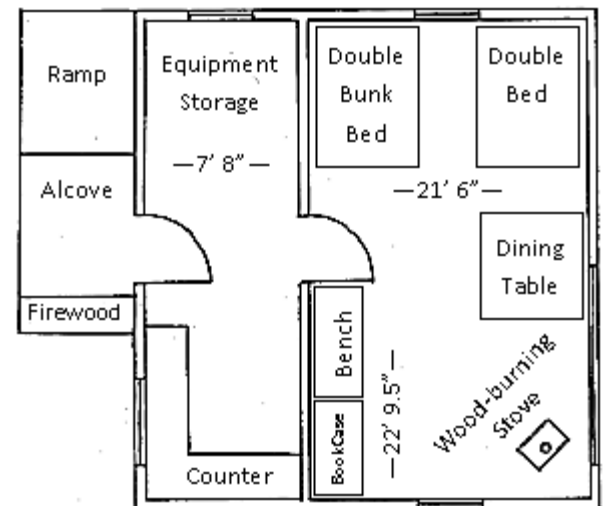 Ramp
Equipment
Storage
Double
Bunk
Bed
Double
Bed
—7’ 8”—
Alcove
—21’ 6”—
Dining
Table
Firewood
Bench
—22’ 9.5”—
Wood-burning
Stove
BookCase
Counter